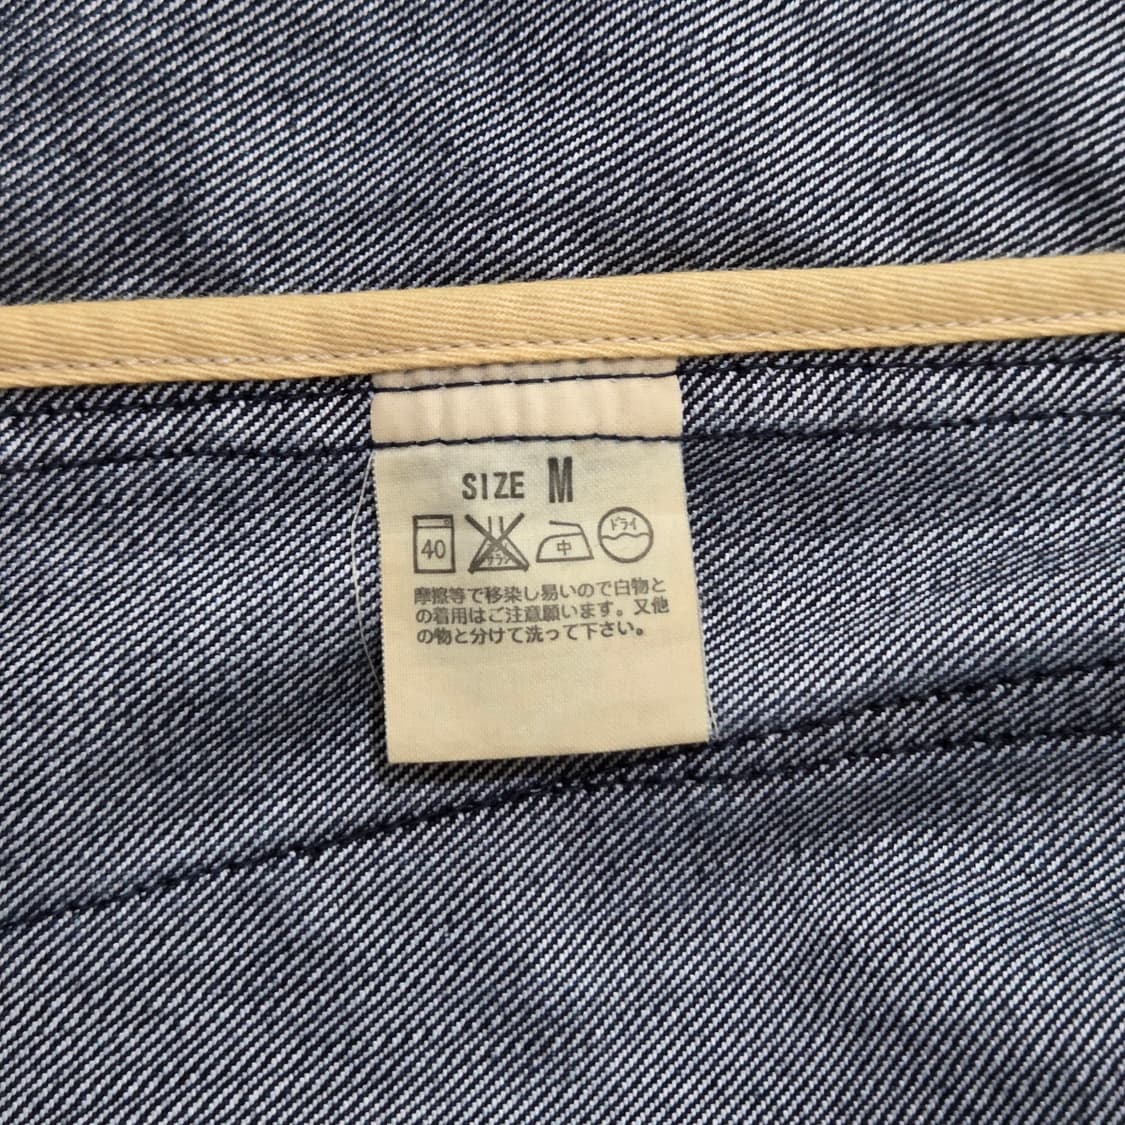 SIZE M
40 中 ドライ
摩擦等で移染し易いので白物と
の着用はご注意願います。又他
の物と分けて洗って下さい。